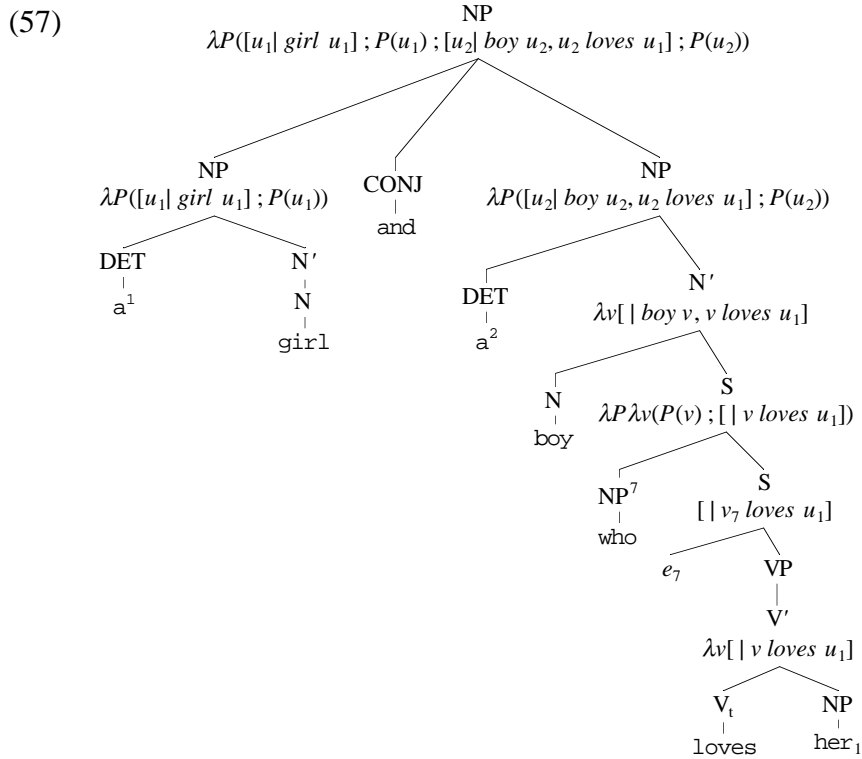 (57)
NP
λP([u₁| girl u₁] ; P(u₁) ; [u₂| boy u₂, u₂ loves u₁] ; P(u₂))
NP CONJ NP
λP([u₁| girl u₁] ; P(u₁)) and λP([u₂| boy u₂, u₂ loves u₁] ; P(u₂))
DET N′ DET N′
a¹ N a² λv[ | boy v, v loves u₁]
girl
N S
boy λPλv(P(v) ; [ | v loves u₁])
NP⁷ S
who [ | v₇ loves u₁]
e₇ VP
V′
λv[ | v loves u₁]
Vₜ NP
loves her₁